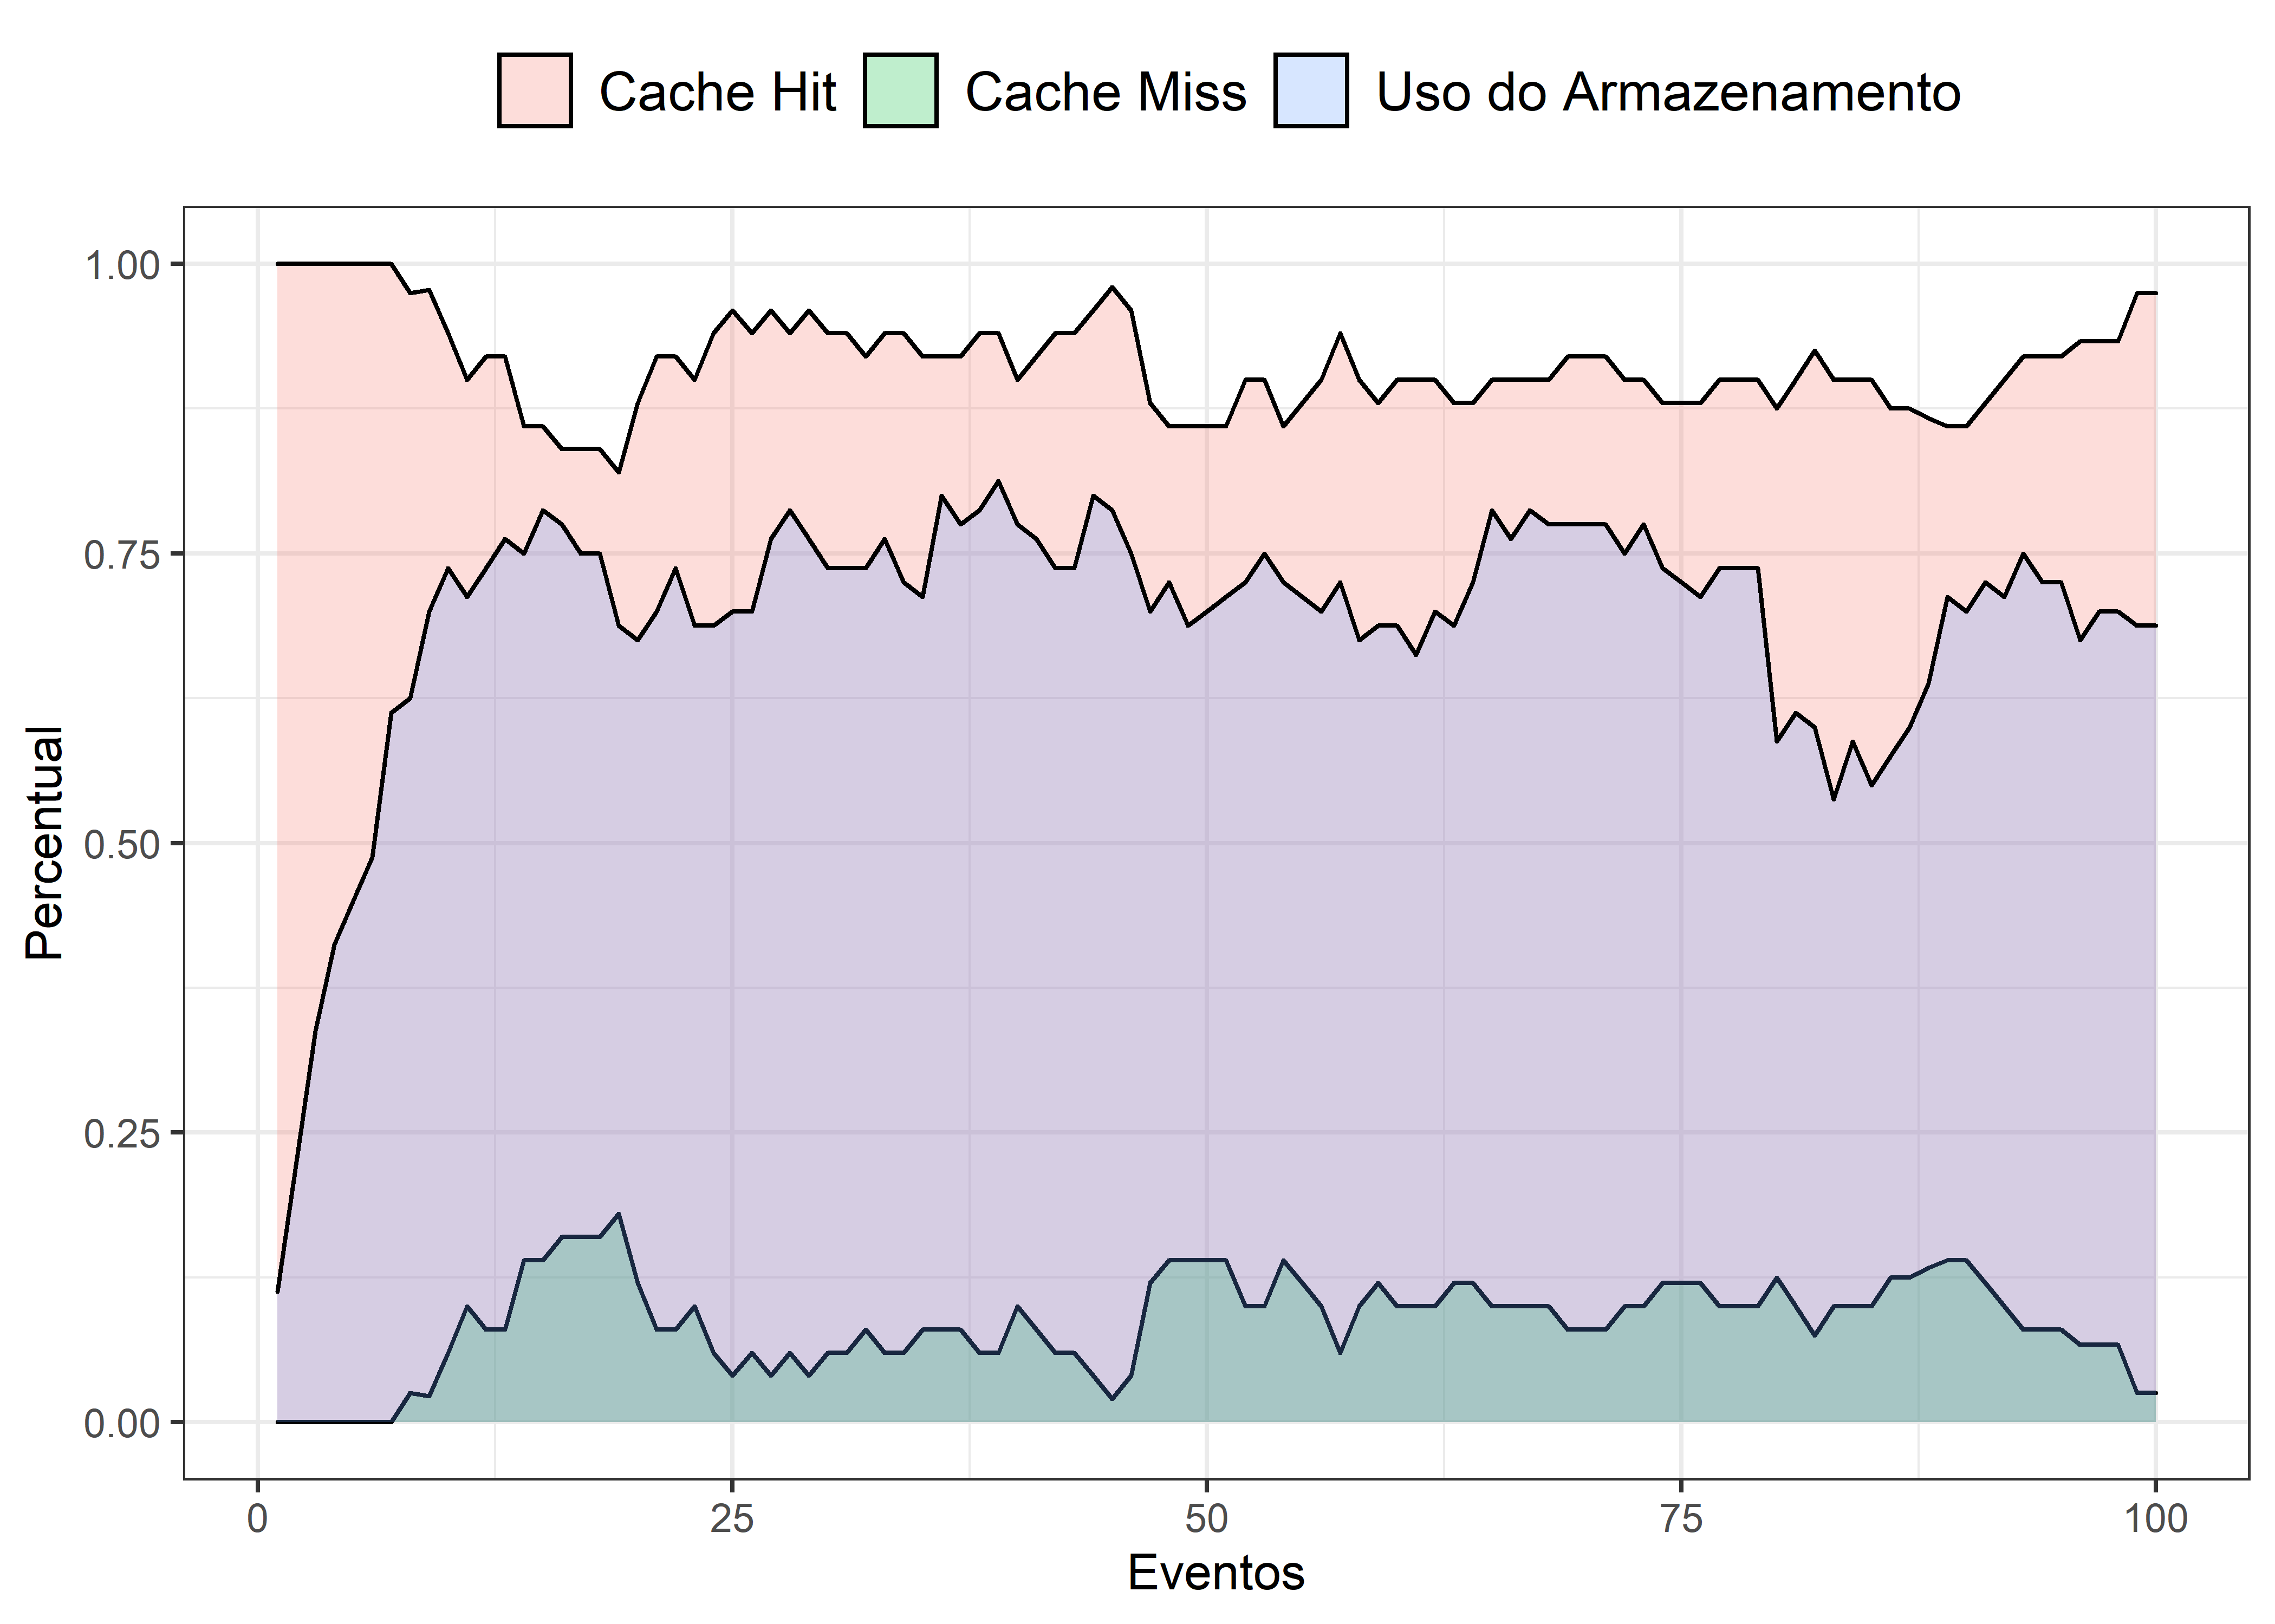 Cache Hit Cache Miss Uso do Armazenamento
1.00
0.75
0.50
0.25
0.00
Percentual
0 25 50 75 100
Eventos